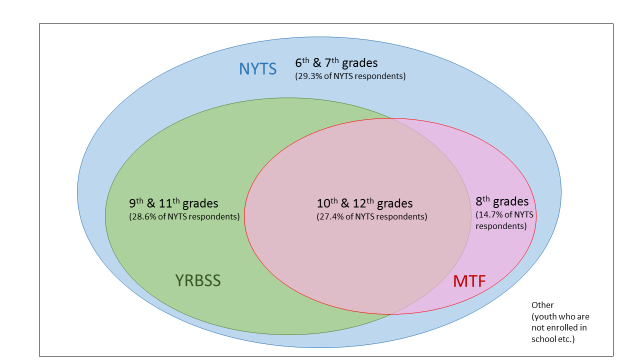 NYTS
6th & 7th grades
(29.3% of NYTS respondents)
9th & 11th grades
(28.6% of NYTS respondents)
10th & 12th grades
(27.4% of NYTS respondents)
8th grades
(14.7% of NYTS
respondents)
YRBSS
MTF
Other
(youth who are
not enrolled in
school etc.)